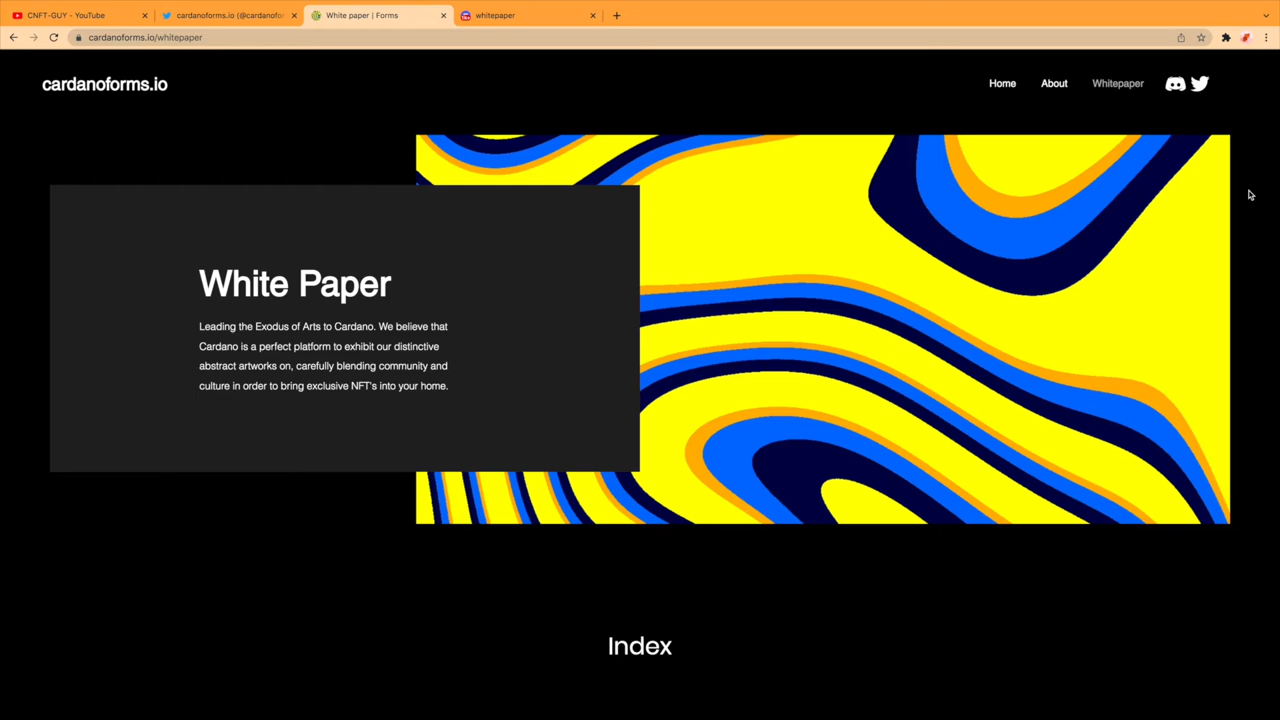 CNFT-GUY - YouTube
cardanoforms.io (@cardanofor
White paper | Forms
whitepaper
cardanoforms.io/whitepaper
cardanoforms.io
Home
About
Whitepaper
White Paper
Leading the Exodus of Arts to Cardano. We believe that
Cardano is a perfect platform to exhibit our distinctive
abstract artworks on, carefully blending community and
culture in order to bring exclusive NFT's into your home.
Index